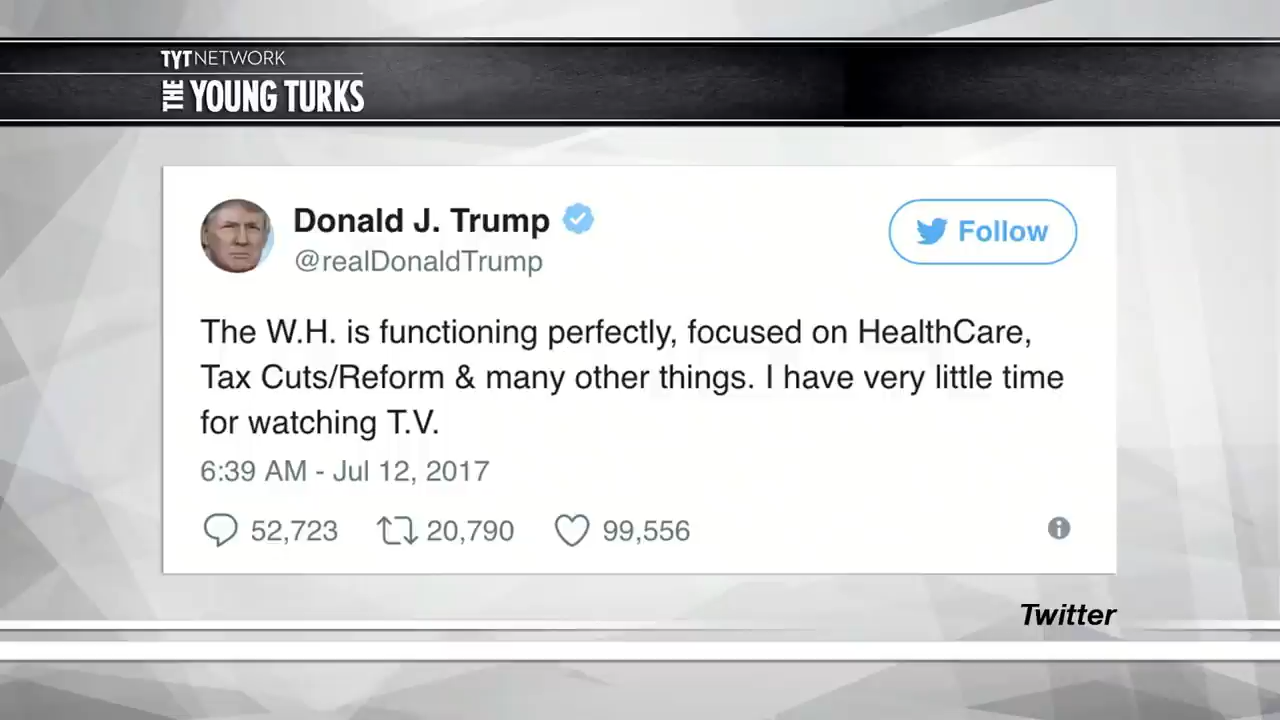 TYTNETWORK
THE YOUNG TURKS
Donald J. Trump
@realDonaldTrump
Follow
The W.H. is functioning perfectly, focused on HealthCare,
Tax Cuts/Reform & many other things. I have very little time
for watching T.V.
6:39 AM - Jul 12, 2017
52,723 20,790 99,556
Twitter